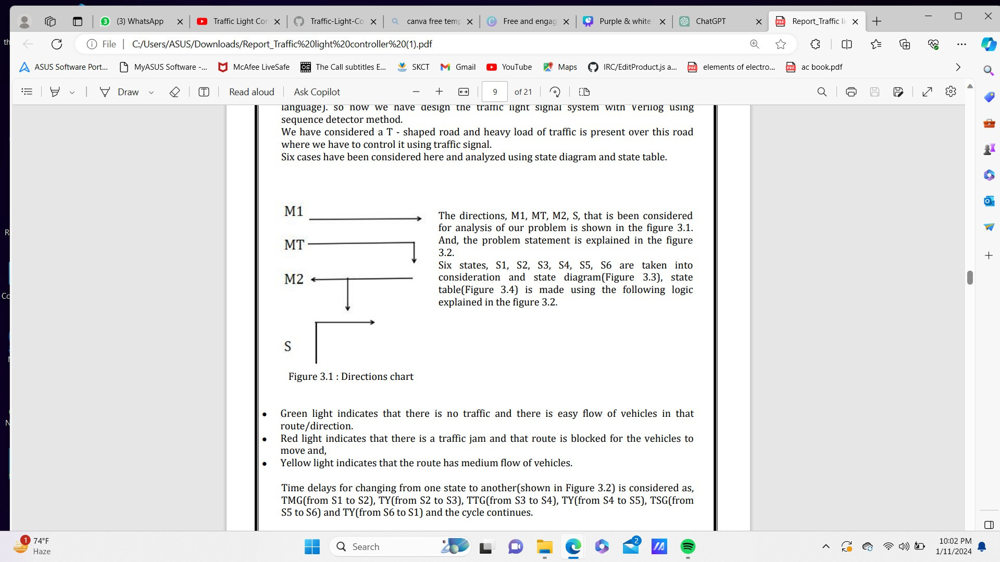 (3) WhatsApp
Traffic Light Cor
Traffic-Light-Co
canva free temp
Free and engag
Purple & white
ChatGPT
Report_Traffic li
File
C:/Users/ASUS/Downloads/Report_Traffic%20light%20controller%20(1).pdf
ASUS Software Port...
MyASUS Software -...
McAfee LiveSafe
The Call subtitles E...
SKCT
Gmail
YouTube
Maps
IRC/EditProduct.js a...
elements of electro...
ac book.pdf
Draw
Read aloud
Ask Copilot
9 of 21
language). so now we have design the traffic light signal system with Verilog using
sequence detector method.
We have considered a T - shaped road and heavy load of traffic is present over this road
where we have to control it using traffic signal.
Six cases have been considered here and analyzed using state diagram and state table.
M1
MT
M2
S
Figure 3.1 : Directions chart
The directions, M1, MT, M2, S, that is been considered
for analysis of our problem is shown in the figure 3.1.
And, the problem statement is explained in the figure
3.2.
Six states, S1, S2, S3, S4, S5, S6 are taken into
consideration and state diagram(Figure 3.3), state
table(Figure 3.4) is made using the following logic
explained in the figure 3.2.
• Green light indicates that there is no traffic and there is easy flow of vehicles in that
route/direction.
• Red light indicates that there is a traffic jam and that route is blocked for the vehicles to
move and,
• Yellow light indicates that the route has medium flow of vehicles.
Time delays for changing from one state to another(shown in Figure 3.2) is considered as,
TMG(from S1 to S2), TY(from S2 to S3), TTG(from S3 to S4), TY(from S4 to S5), TSG(from
S5 to S6) and TY(from S6 to S1) and the cycle continues.
1
74°F
Haze
Search
2
10:02 PM
1/11/2024